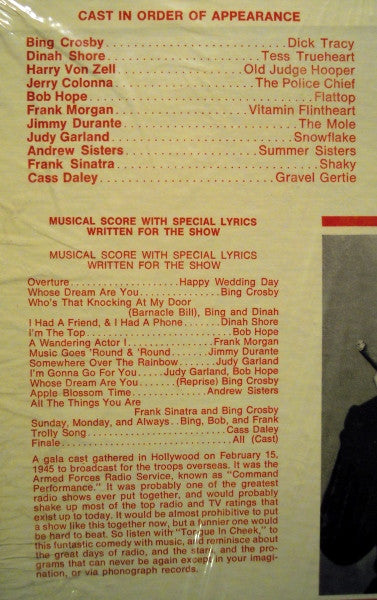 CAST IN ORDER OF APPEARANCE
Bing Crosby....................Dick Tracy
Dinah Shore....................Tess Trueheart
Harry Von Zell....................Old Judge Hooper
Jerry Colonna....................The Police Chief
Bob Hope....................Flattop
Frank Morgan....................Vitamin Flintheart
Jimmy Durante....................The Mole
Judy Garland....................Snowflake
Andrew Sisters....................Summer Sisters
Frank Sinatra....................Shaky
Cass Daley....................Gravel Gertie
MUSICAL SCORE WITH SPECIAL LYRICS
WRITTEN FOR THE SHOW
MUSICAL SCORE WITH SPECIAL LYRICS
WRITTEN FOR THE SHOW
Overture....................Happy Wedding Day
Whose Dream Are You....................Bing Crosby
Who's That Knocking At My Door
(Barnacle Bill), Bing and Dinah
I Had A Friend, & I Had A Phone....Dinah Shore
I'm The Top....................Bob Hope
A Wandering Actor I....................Frank Morgan
Music Goes 'Round & 'Round......Jimmy Durante
Somewhere Over The Rainbow.....Judy Garland
I'm Gonna Go For You....Judy Garland, Bob Hope
Whose Dream Are You.....(Reprise) Bing Crosby
Apple Blossom Time.............Andrew Sisters
All The Things You Are
Frank Sinatra and Bing Crosby
Sunday, Monday, and Always..Bing, Bob, and Frank
Trolly Song....................Cass Daley
Finale....................All (Cast)
A gala cast gathered in Hollywood on February 15,
1945 to broadcast for the troops overseas. It was the
Armed Forces Radio Service, known as "Command
Performance." It was probably one of the greatest
radio shows ever put together, and would probably
shake up most of the top radio and TV ratings that
exist up to today. It would be almost prohibitive to put
a show like this together now, but a funnier one would
be hard to beat. So listen with "Tongue In Cheek," to
this fantastic comedy with music, and reminisce about
the great days of radio, and the stars, and the pro-
grams that can never be again except in your imagi-
nation, or via phonograph records.